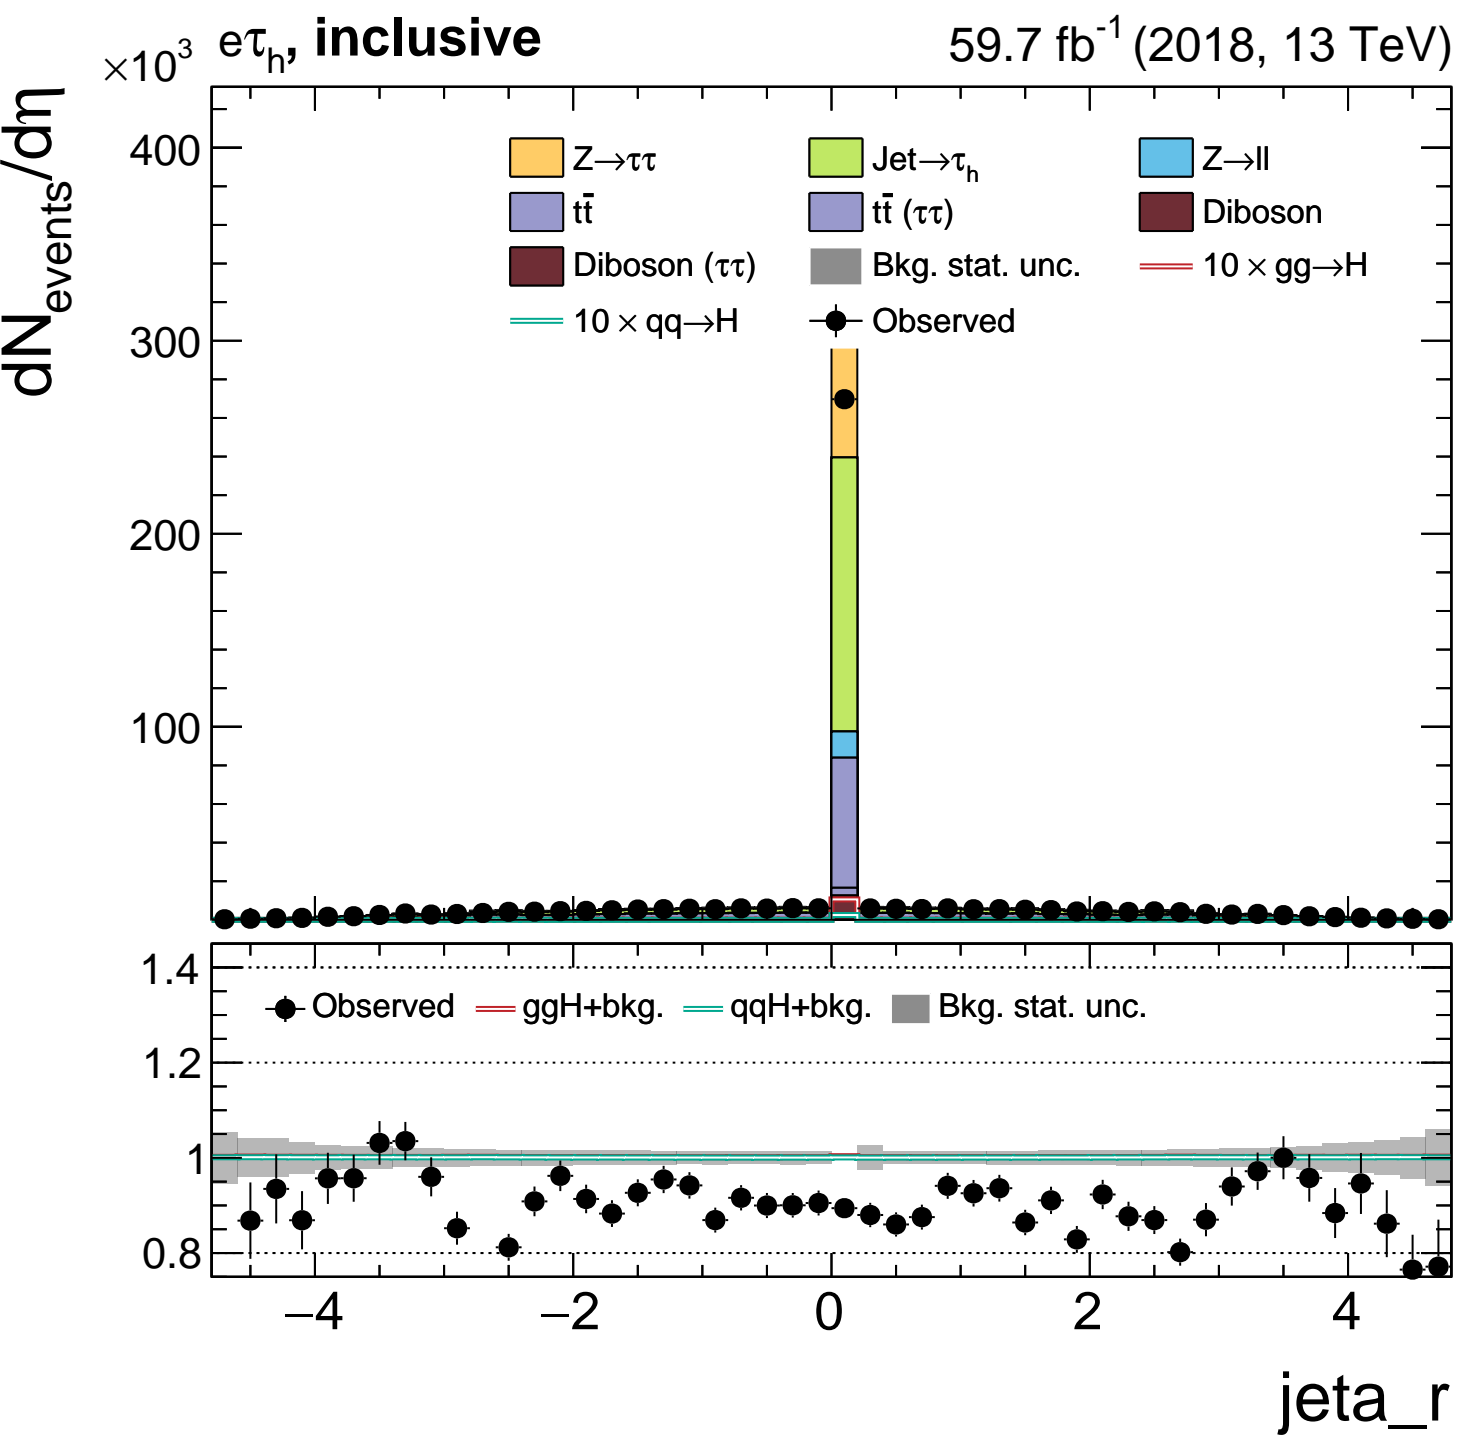 ×10³ eτₕ, inclusive 59.7 fb⁻¹ (2018, 13 TeV)
dN_events/dη
400
300
200
100
Z→ττ Jet→τₕ Z→ll
tt̄ tt̄ (ττ) Diboson
Diboson (ττ) Bkg. stat. unc. 10 × gg→H
10 × qq→H Observed
1.4
1.2
1
0.8
Observed ggH+bkg. qqH+bkg. Bkg. stat. unc.
−4 −2 0 2 4
jeta_r